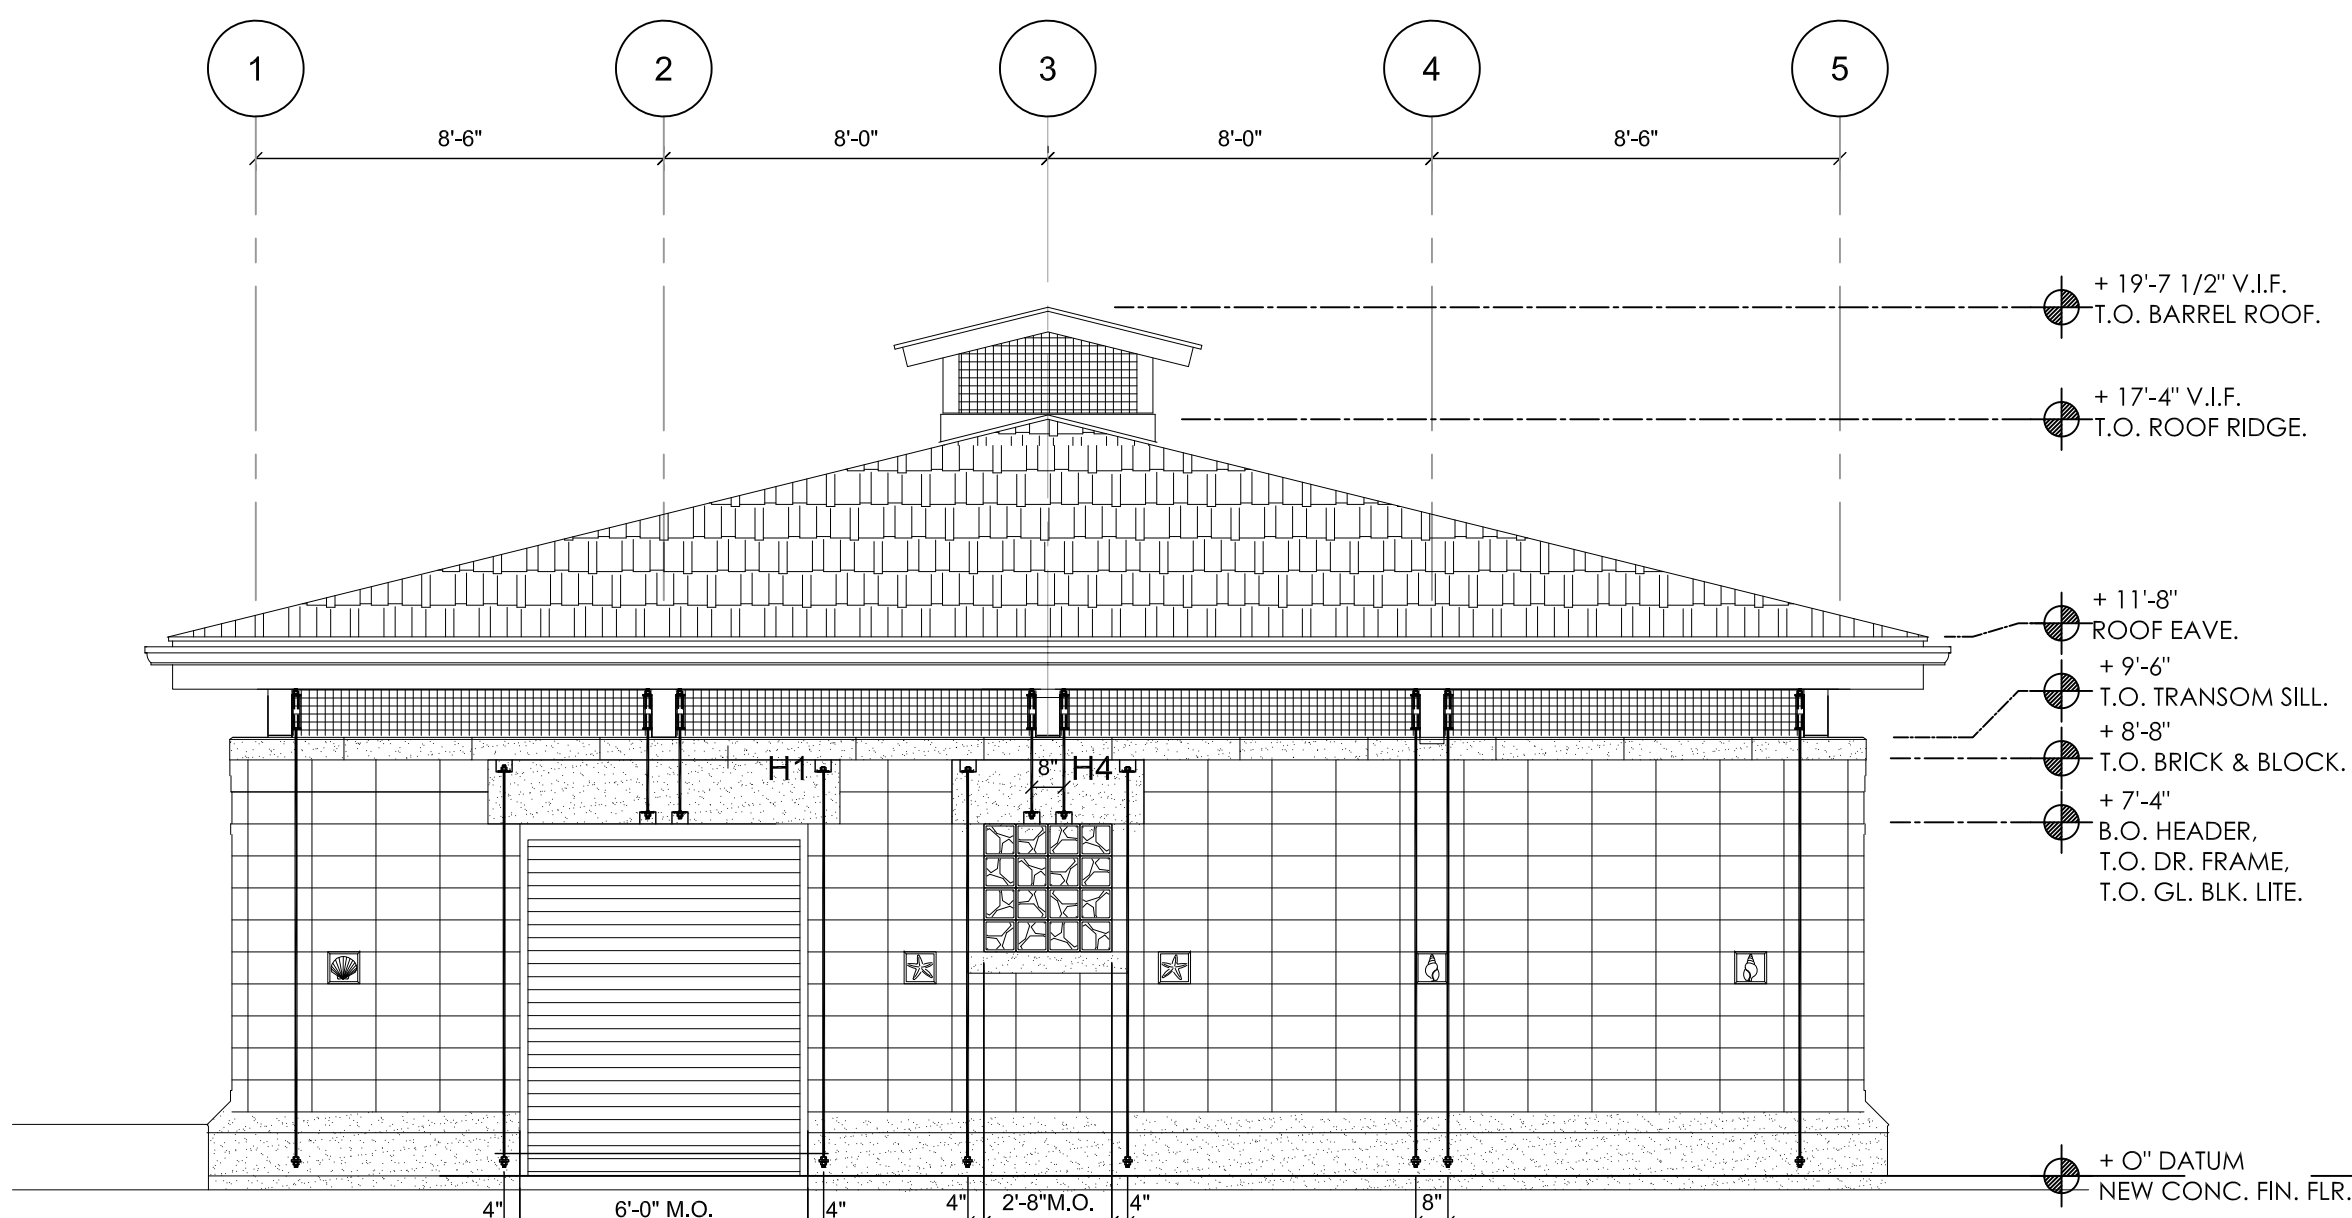 1 2 3 4 5
8'-6" 8'-0" 8'-0" 8'-6"
+ 19'-7 1/2" V.I.F.
T.O. BARREL ROOF.
+ 17'-4" V.I.F.
T.O. ROOF RIDGE.
+ 11'-8"
ROOF EAVE.
+ 9'-6"
T.O. TRANSOM SILL.
+ 8'-8"
T.O. BRICK & BLOCK.
H1 8" H4
+ 7'-4"
B.O. HEADER,
T.O. DR. FRAME,
T.O. GL. BLK. LITE.
+ O" DATUM
NEW CONC. FIN. FLR.
4" 6'-0" M.O. 4" 4" 2'-8"M.O. 4" 8"